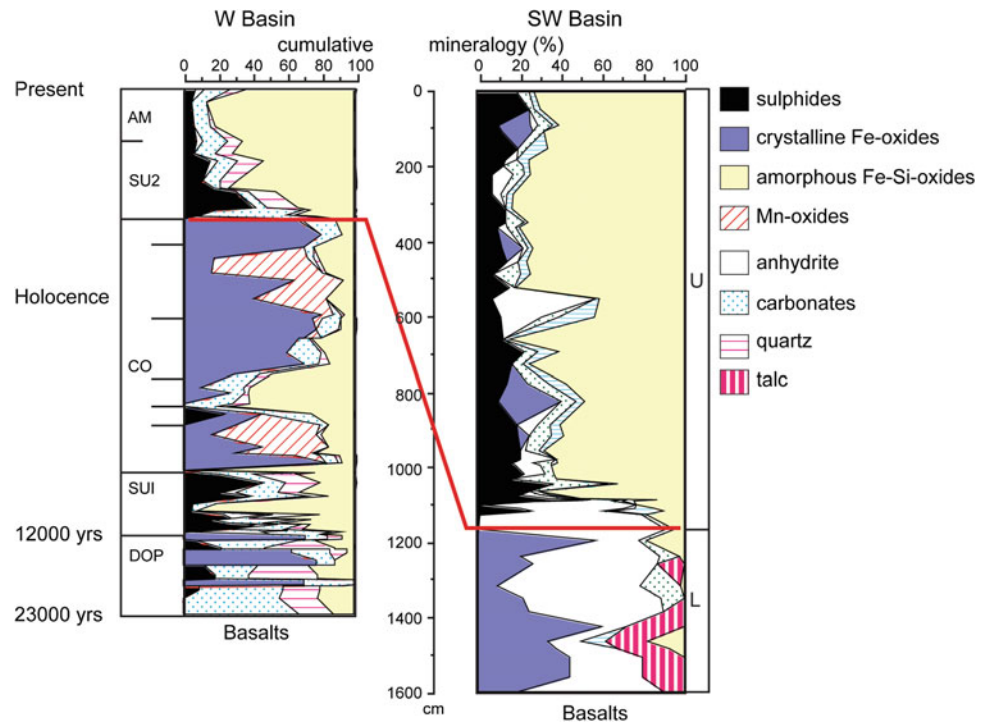 W Basin SW Basin
cumulative mineralogy (%)
0 20 40 60 80 100 0 20 40 60 80 100
Present
AM
SU2
Holocence
CO
SUI
12000 yrs
DOP
23000 yrs
Basalts
0
200
400
600
800
1000
1200
1400
1600
cm
U
L
Basalts
sulphides
crystalline Fe-oxides
amorphous Fe-Si-oxides
Mn-oxides
anhydrite
carbonates
quartz
talc